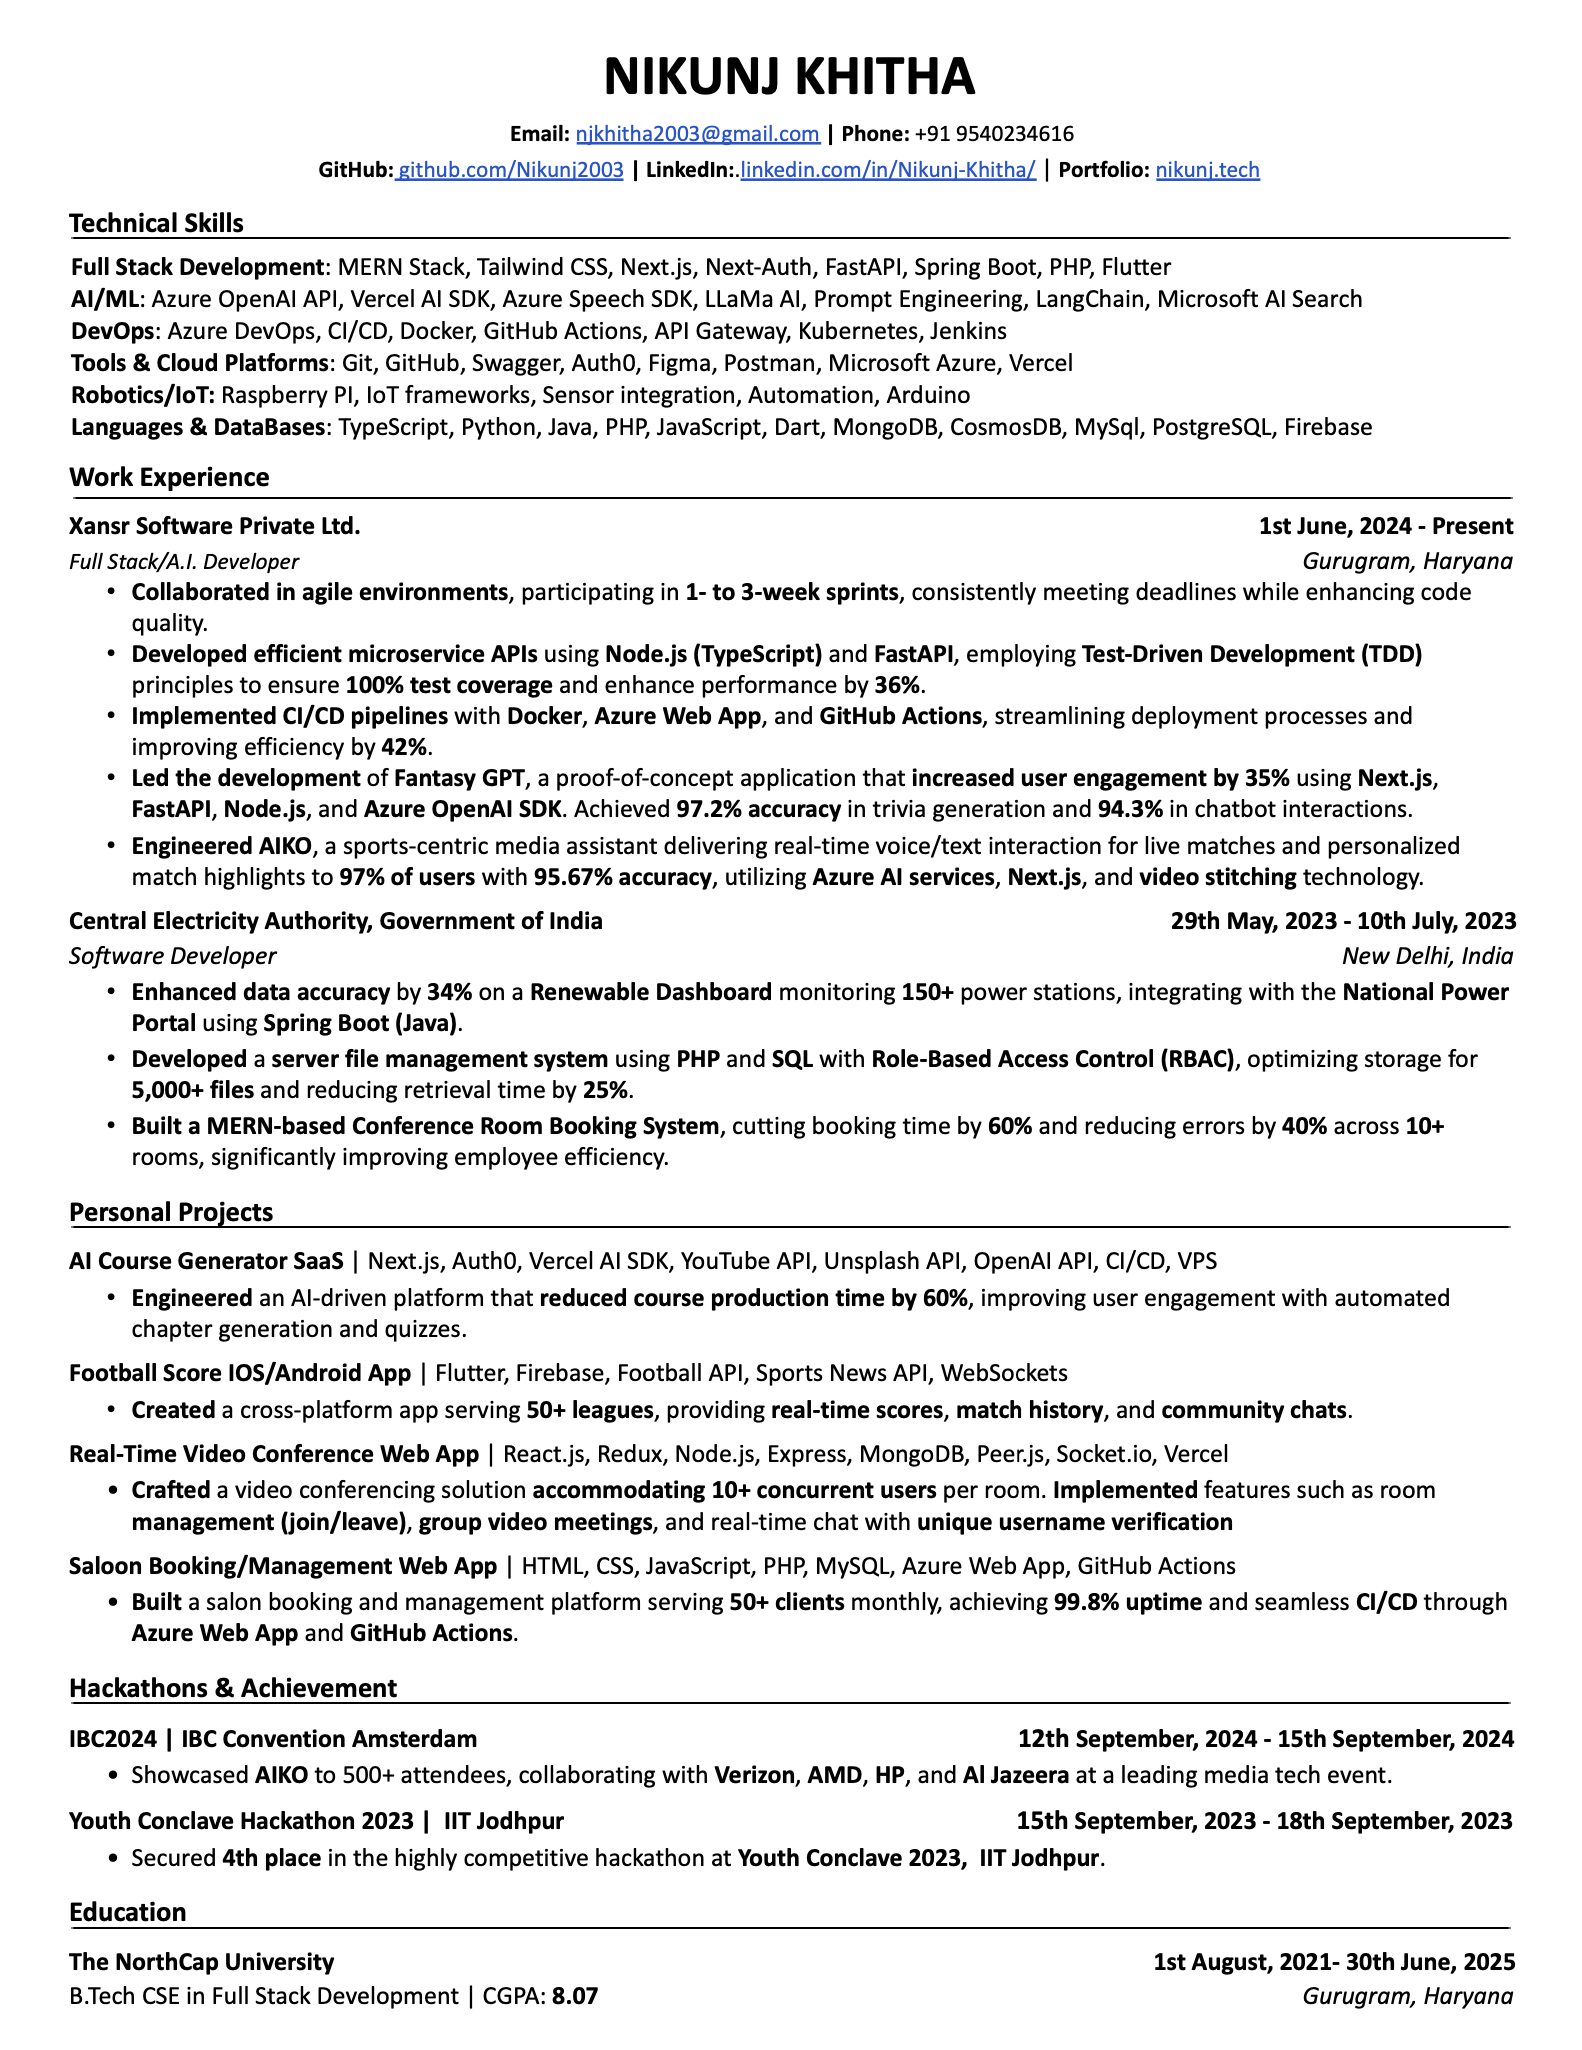 NIKUNJ KHITHA
Email: njkhitha2003@gmail.com | Phone: +91 9540234616
GitHub: github.com/Nikunj2003 | LinkedIn:.linkedin.com/in/Nikunj-Khitha/ | Portfolio: nikunj.tech
Technical Skills
Full Stack Development: MERN Stack, Tailwind CSS, Next.js, Next-Auth, FastAPI, Spring Boot, PHP, Flutter
AI/ML: Azure OpenAI API, Vercel AI SDK, Azure Speech SDK, LLaMa AI, Prompt Engineering, LangChain, Microsoft AI Search
DevOps: Azure DevOps, CI/CD, Docker, GitHub Actions, API Gateway, Kubernetes, Jenkins
Tools & Cloud Platforms: Git, GitHub, Swagger, Auth0, Figma, Postman, Microsoft Azure, Vercel
Robotics/IoT: Raspberry PI, IoT frameworks, Sensor integration, Automation, Arduino
Languages & DataBases: TypeScript, Python, Java, PHP, JavaScript, Dart, MongoDB, CosmosDB, MySql, PostgreSQL, Firebase
Work Experience
Xansr Software Private Ltd. 1st June, 2024 - Present
Full Stack/A.I. Developer Gurugram, Haryana
• Collaborated in agile environments, participating in 1- to 3-week sprints, consistently meeting deadlines while enhancing code
quality.
• Developed efficient microservice APIs using Node.js (TypeScript) and FastAPI, employing Test-Driven Development (TDD)
principles to ensure 100% test coverage and enhance performance by 36%.
• Implemented CI/CD pipelines with Docker, Azure Web App, and GitHub Actions, streamlining deployment processes and
improving efficiency by 42%.
• Led the development of Fantasy GPT, a proof-of-concept application that increased user engagement by 35% using Next.js,
FastAPI, Node.js, and Azure OpenAI SDK. Achieved 97.2% accuracy in trivia generation and 94.3% in chatbot interactions.
• Engineered AIKO, a sports-centric media assistant delivering real-time voice/text interaction for live matches and personalized
match highlights to 97% of users with 95.67% accuracy, utilizing Azure AI services, Next.js, and video stitching technology.
Central Electricity Authority, Government of India 29th May, 2023 - 10th July, 2023
Software Developer New Delhi, India
• Enhanced data accuracy by 34% on a Renewable Dashboard monitoring 150+ power stations, integrating with the National Power
Portal using Spring Boot (Java).
• Developed a server file management system using PHP and SQL with Role-Based Access Control (RBAC), optimizing storage for
5,000+ files and reducing retrieval time by 25%.
• Built a MERN-based Conference Room Booking System, cutting booking time by 60% and reducing errors by 40% across 10+
rooms, significantly improving employee efficiency.
Personal Projects
AI Course Generator SaaS | Next.js, Auth0, Vercel AI SDK, YouTube API, Unsplash API, OpenAI API, CI/CD, VPS
• Engineered an AI-driven platform that reduced course production time by 60%, improving user engagement with automated
chapter generation and quizzes.
Football Score IOS/Android App | Flutter, Firebase, Football API, Sports News API, WebSockets
• Created a cross-platform app serving 50+ leagues, providing real-time scores, match history, and community chats.
Real-Time Video Conference Web App | React.js, Redux, Node.js, Express, MongoDB, Peer.js, Socket.io, Vercel
• Crafted a video conferencing solution accommodating 10+ concurrent users per room. Implemented features such as room
management (join/leave), group video meetings, and real-time chat with unique username verification
Saloon Booking/Management Web App | HTML, CSS, JavaScript, PHP, MySQL, Azure Web App, GitHub Actions
• Built a salon booking and management platform serving 50+ clients monthly, achieving 99.8% uptime and seamless CI/CD through
Azure Web App and GitHub Actions.
Hackathons & Achievement
IBC2024 | IBC Convention Amsterdam 12th September, 2024 - 15th September, 2024
• Showcased AIKO to 500+ attendees, collaborating with Verizon, AMD, HP, and Al Jazeera at a leading media tech event.
Youth Conclave Hackathon 2023 | IIT Jodhpur 15th September, 2023 - 18th September, 2023
• Secured 4th place in the highly competitive hackathon at Youth Conclave 2023, IIT Jodhpur.
Education
The NorthCap University 1st August, 2021- 30th June, 2025
B.Tech CSE in Full Stack Development | CGPA: 8.07 Gurugram, Haryana